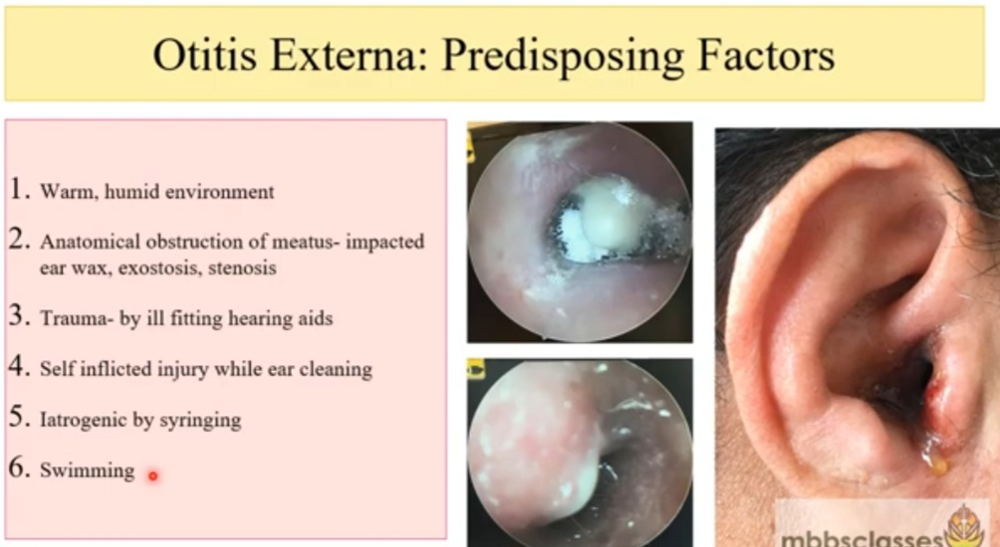 Otitis Externa: Predisposing Factors
1. Warm, humid environment
2. Anatomical obstruction of meatus- impacted
ear wax, exostosis, stenosis
3. Trauma- by ill fitting hearing aids
4. Self inflicted injury while ear cleaning
5. Iatrogenic by syringing
6. Swimming
mbbsclasses